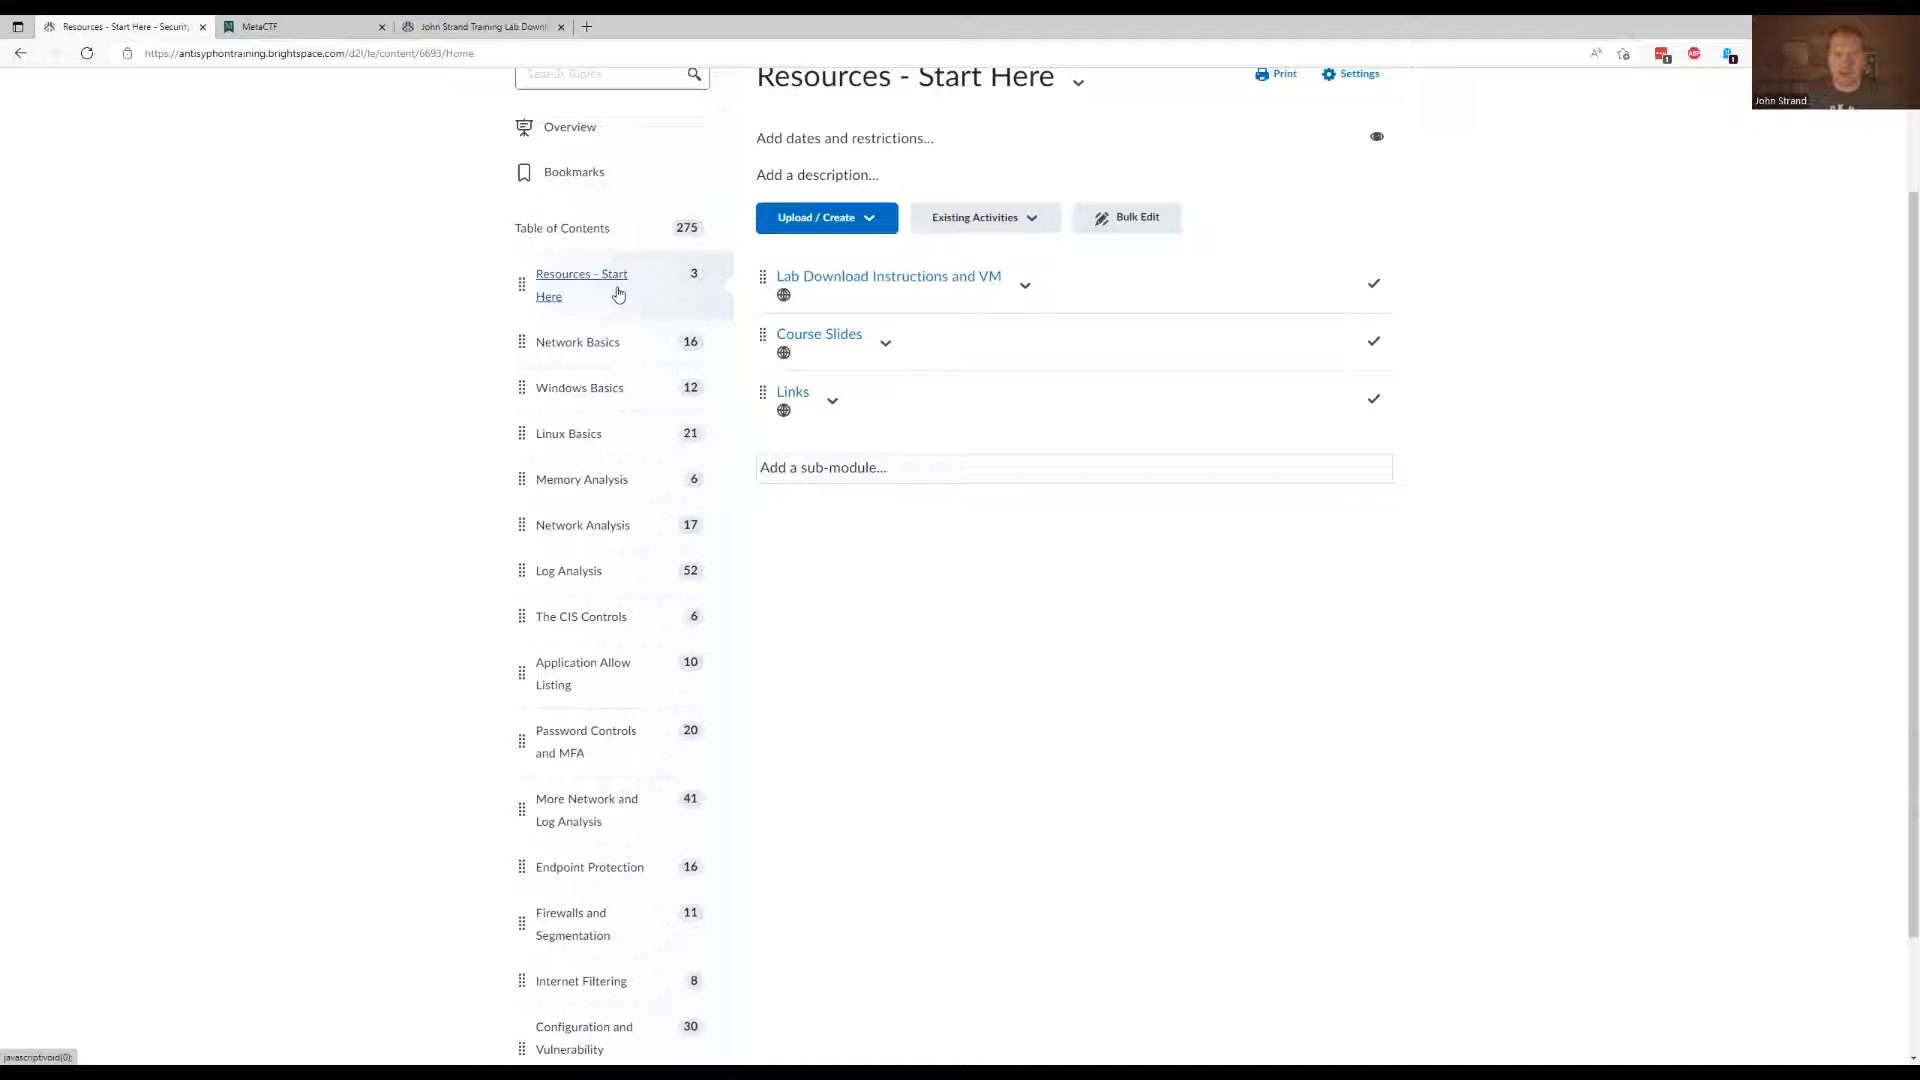 Resources - Start Here - Security
MetaCTF
John Strand Training Lab Downl
https://antisyphontraining.brightspace.com/d2l/le/content/6693/Home
John Strand
Search Topics
Resources - Start Here
Print
Settings
Overview
Bookmarks
Add dates and restrictions...
Add a description...
Upload / Create
Existing Activities
Bulk Edit
Table of Contents 275
Resources - Start 3
Here
Network Basics 16
Windows Basics 12
Linux Basics 21
Memory Analysis 6
Network Analysis 17
Log Analysis 52
The CIS Controls 6
Application Allow 10
Listing
Password Controls 20
and MFA
More Network and 41
Log Analysis
Endpoint Protection 16
Firewalls and 11
Segmentation
Internet Filtering 8
Configuration and 30
Vulnerability
Lab Download Instructions and VM
Course Slides
Links
Add a sub-module...
javascript:void(0);